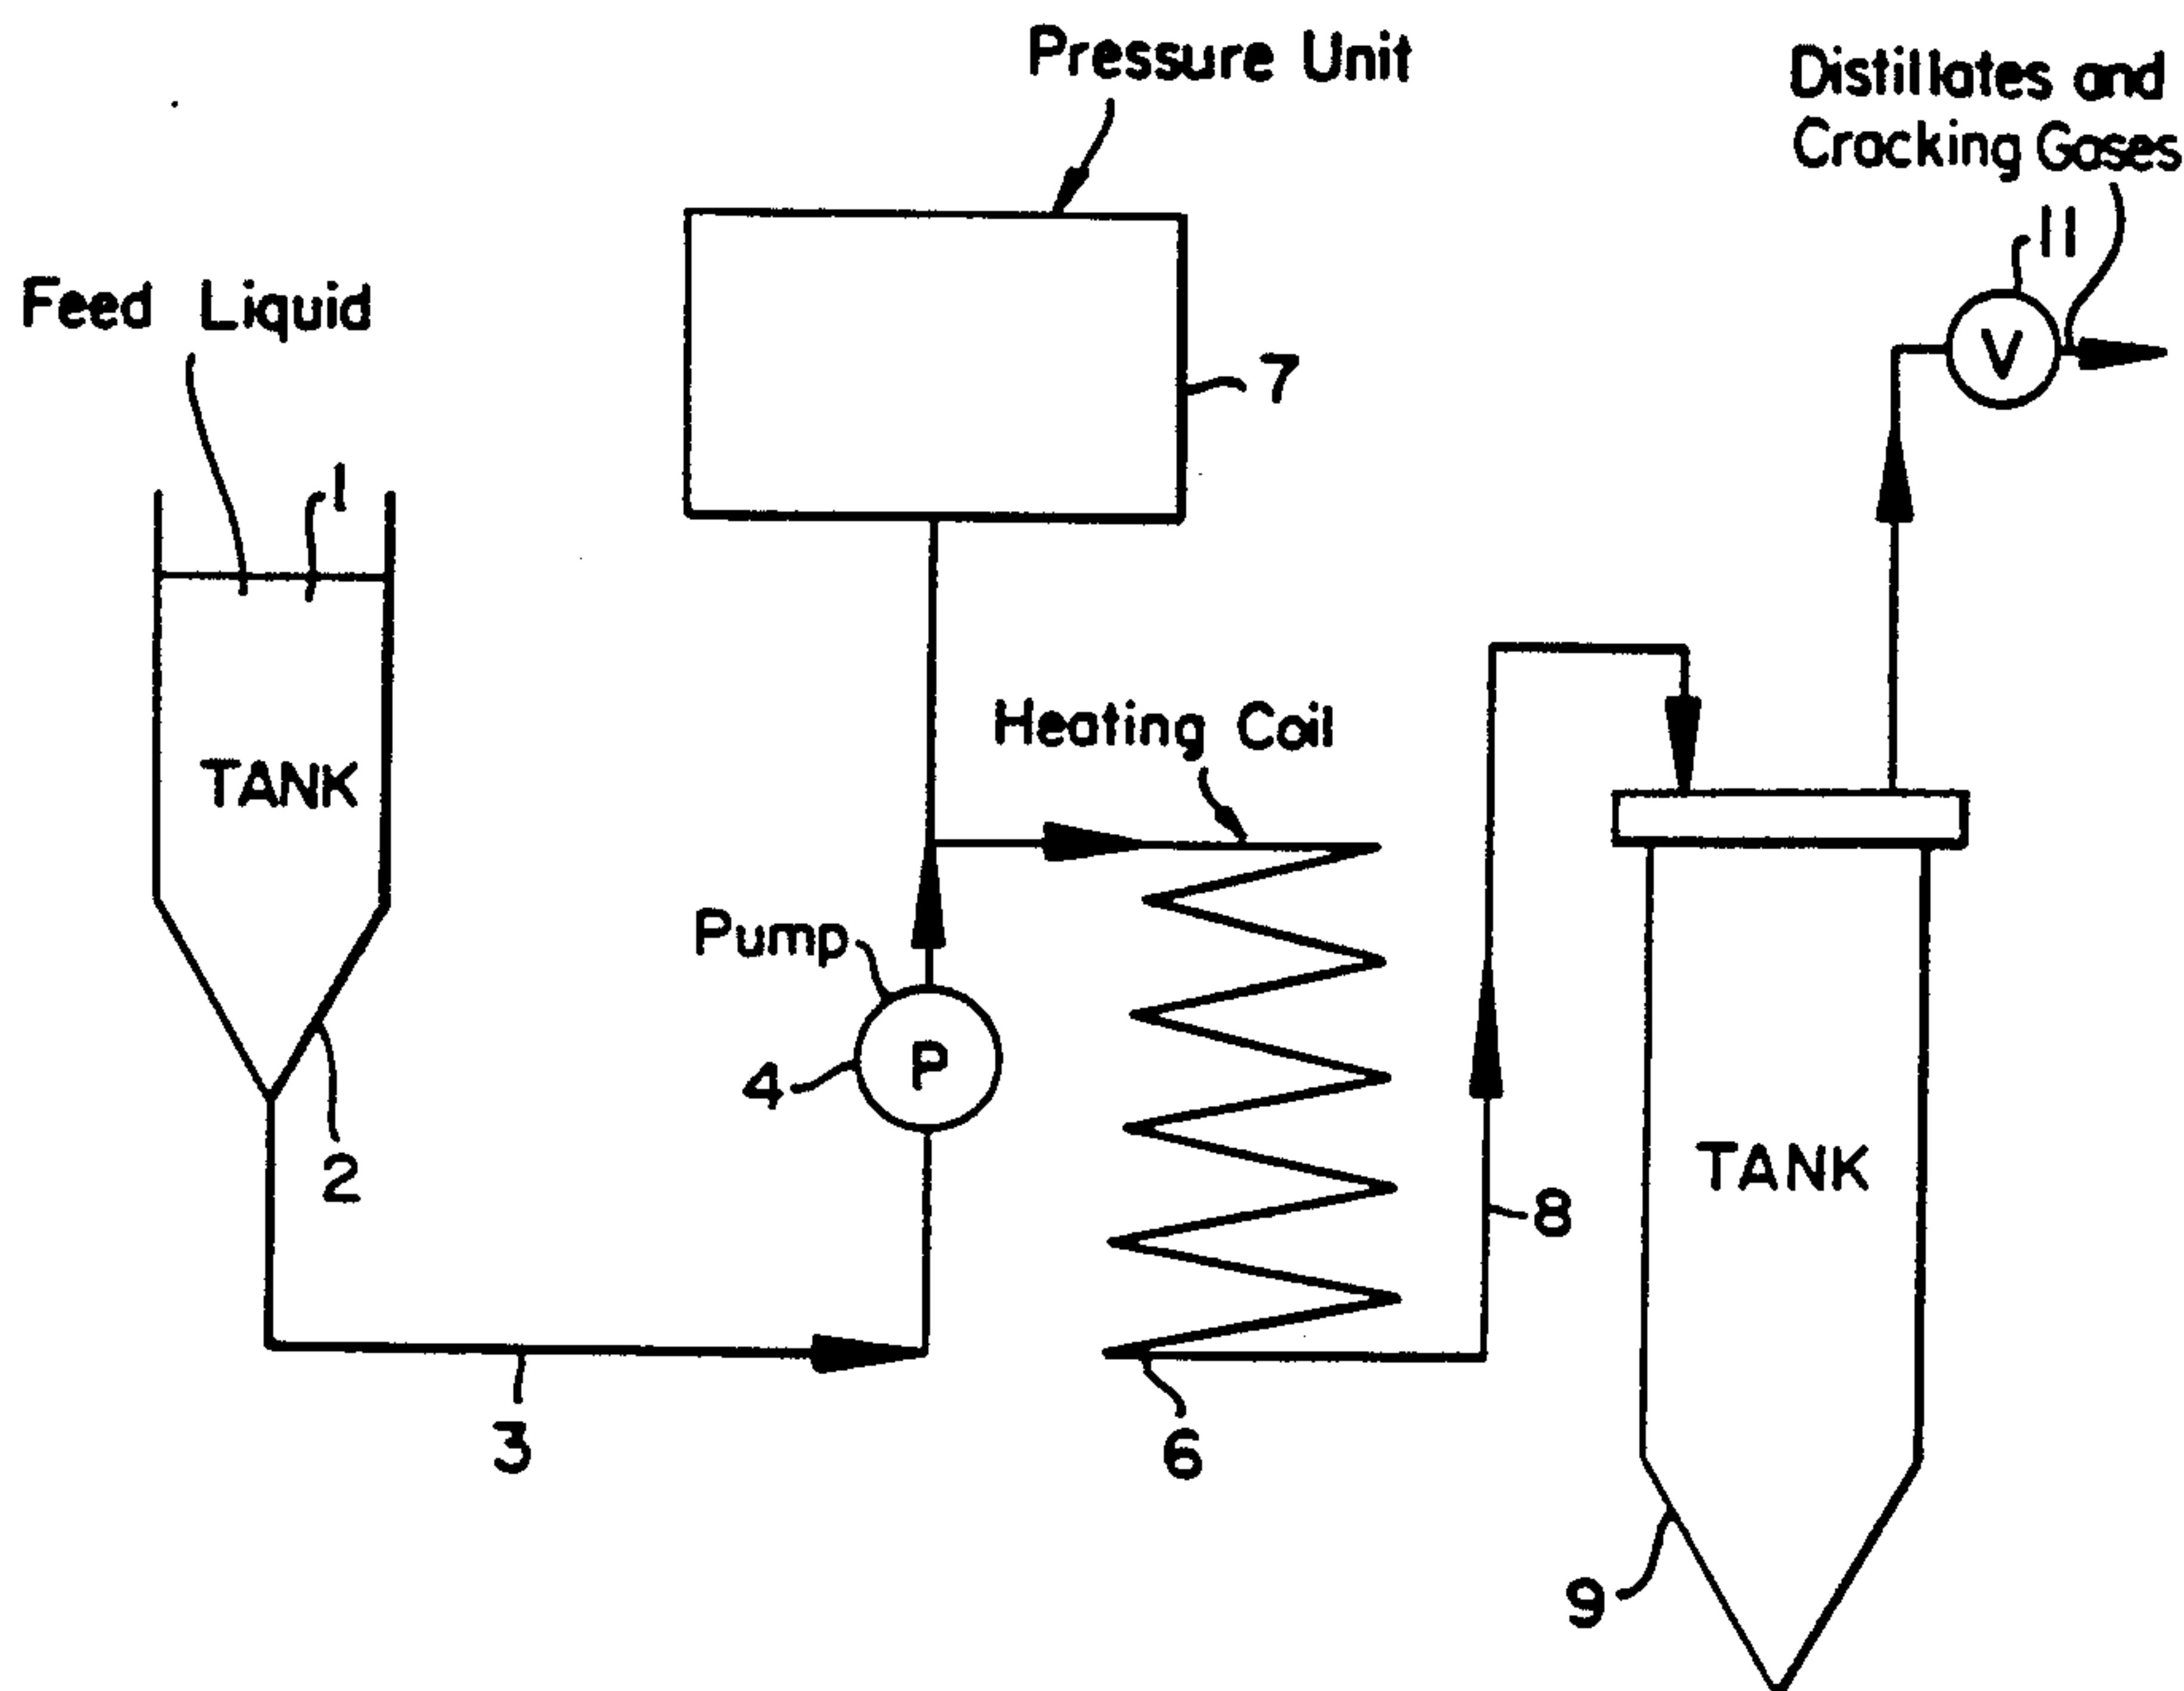 Pressure Unit
Distillates and
Cracking Gases
11
Feed Liquid
V
7
1
Heating Coil
TANK
Pump
P
4
TANK
2
8
3
6
9